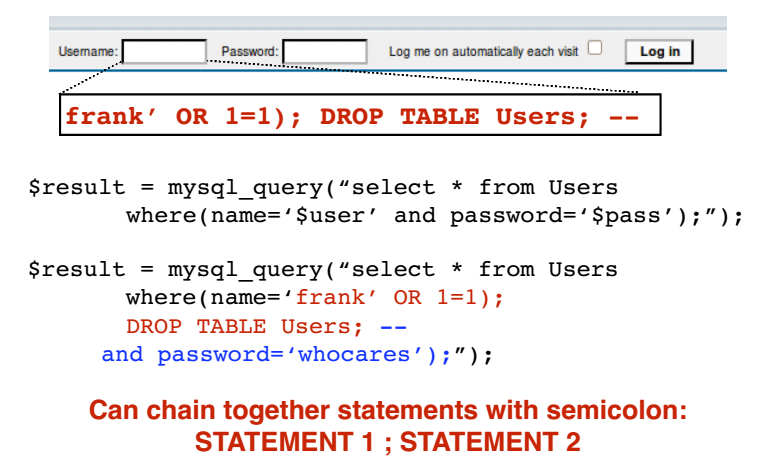 Username: Password: Log me on automatically each visit Log in
frank’ OR 1=1); DROP TABLE Users; --
$result = mysql_query(“select * from Users
where(name=‘$user’ and password=‘$pass’);”);
$result = mysql_query(“select * from Users
where(name=‘frank’ OR 1=1);
DROP TABLE Users; --
and password=‘whocares’);”);
Can chain together statements with semicolon:
STATEMENT 1 ; STATEMENT 2